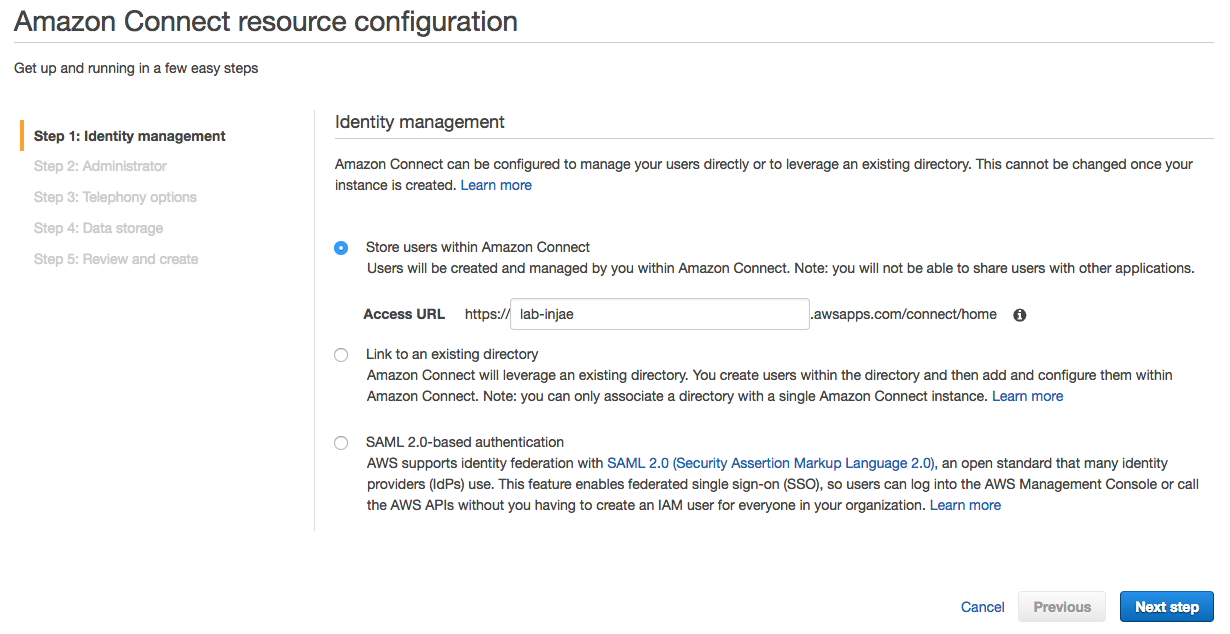 Amazon Connect resource configuration
Get up and running in a few easy steps
Step 1: Identity management
Step 2: Administrator
Step 3: Telephony options
Step 4: Data storage
Step 5: Review and create
Identity management
Amazon Connect can be configured to manage your users directly or to leverage an existing directory. This cannot be changed once your
instance is created. Learn more
Store users within Amazon Connect
Users will be created and managed by you within Amazon Connect. Note: you will not be able to share users with other applications.
Access URL https:// lab-injae .awsapps.com/connect/home
Link to an existing directory
Amazon Connect will leverage an existing directory. You create users within the directory and then add and configure them within
Amazon Connect. Note: you can only associate a directory with a single Amazon Connect instance. Learn more
SAML 2.0-based authentication
AWS supports identity federation with SAML 2.0 (Security Assertion Markup Language 2.0), an open standard that many identity
providers (IdPs) use. This feature enables federated single sign-on (SSO), so users can log into the AWS Management Console or call
the AWS APIs without you having to create an IAM user for everyone in your organization. Learn more
Cancel Previous Next step